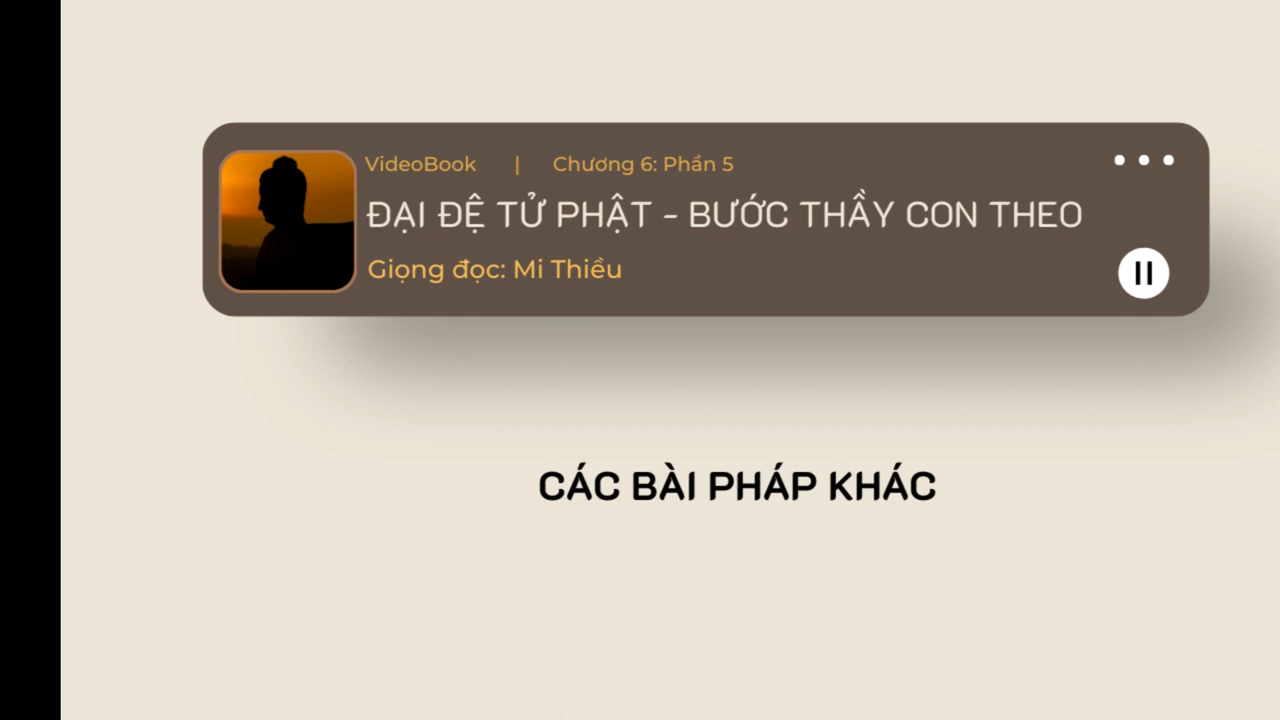 VideoBook | Chương 6: Phần 5
ĐẠI ĐỆ TỬ PHẬT - BƯỚC THẦY CON THEO
Giọng đọc: Mi Thiều
CÁC BÀI PHÁP KHÁC